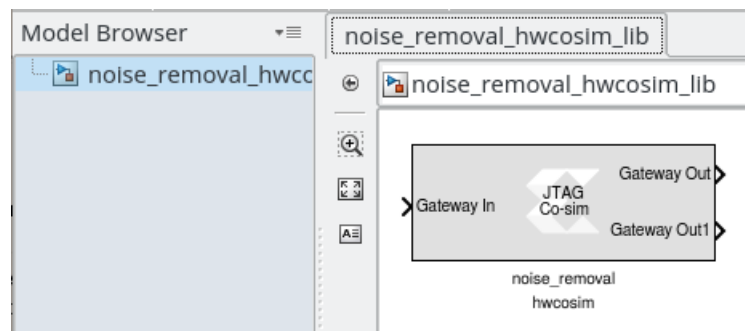 Model Browser
noise_removal_hwcosim_lib
noise_removal_hwcc
noise_removal_hwcosim_lib
Gateway In
JTAG
Co-sim
Gateway Out
Gateway Out1
noise_removal
hwcosim